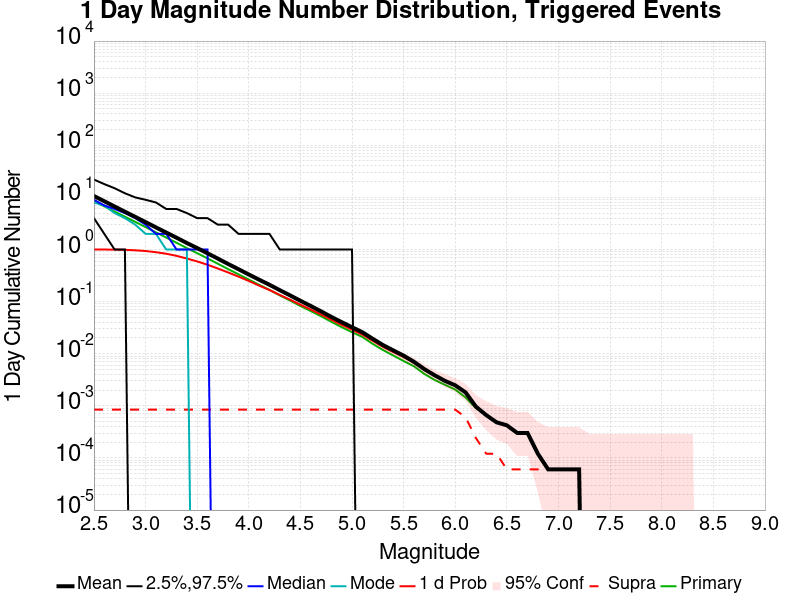 1 Day Magnitude Number Distribution, Triggered Events
10^4
10^3
10^2
10^1
10^0
10^-1
10^-2
10^-3
10^-4
10^-5
1 Day Cumulative Number
2.5 3.0 3.5 4.0 4.5 5.0 5.5 6.0 6.5 7.0 7.5 8.0 8.5 9.0
Magnitude
Mean 2.5%,97.5% Median Mode 1 d Prob 95% Conf Supra Primary